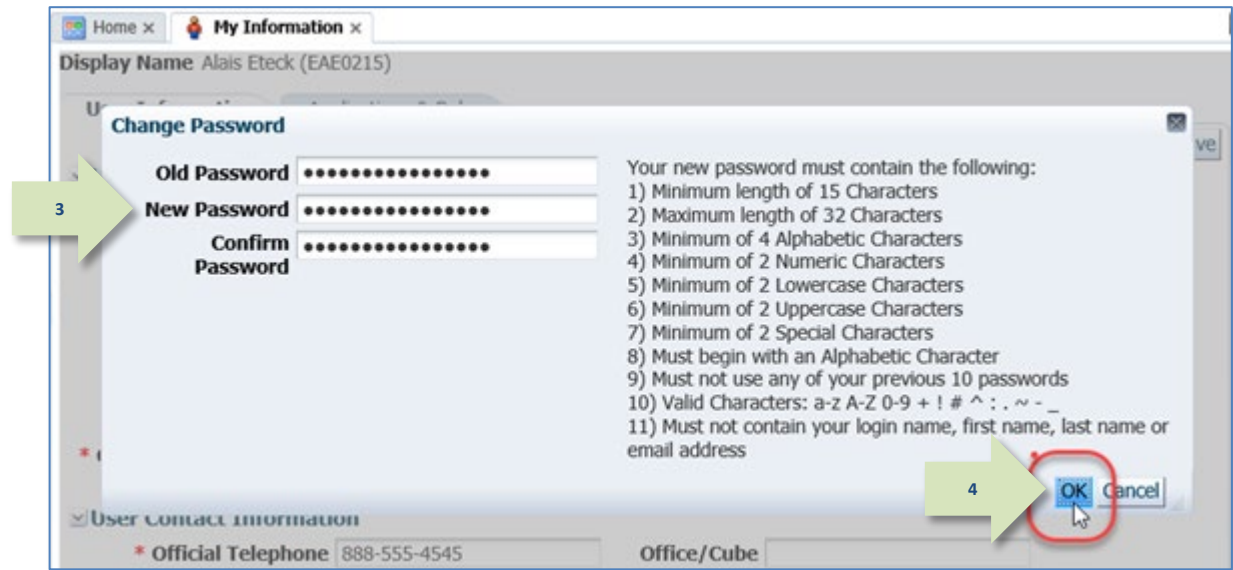 Home × My Information ×
Display Name Alais Eteck (EAE0215)
Change Password
Old Password ●●●●●●●●●●●●●●●●
3
New Password ●●●●●●●●●●●●●●●●
Confirm Password ●●●●●●●●●●●●●●●●
Your new password must contain the following:
1) Minimum length of 15 Characters
2) Maximum length of 32 Characters
3) Minimum of 4 Alphabetic Characters
4) Minimum of 2 Numeric Characters
5) Minimum of 2 Lowercase Characters
6) Minimum of 2 Uppercase Characters
7) Minimum of 2 Special Characters
8) Must begin with an Alphabetic Character
9) Must not use any of your previous 10 passwords
10) Valid Characters: a-z A-Z 0-9 + ! # ^ : . ~ - _
11) Must not contain your login name, first name, last name or
email address
4
OK Cancel
User Contact Information
* Official Telephone 888-555-4545 Office/Cube